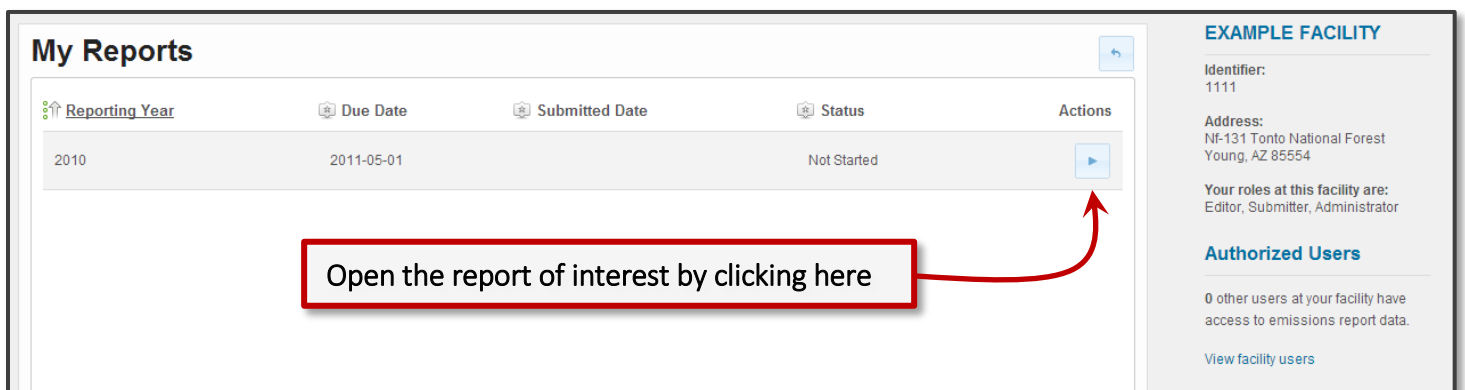 My Reports
Reporting Year Due Date Submitted Date Status Actions
2010 2011-05-01 Not Started
Open the report of interest by clicking here
EXAMPLE FACILITY
Identifier:
1111
Address:
Nf-131 Tonto National Forest
Young, AZ 85554
Your roles at this facility are:
Editor, Submitter, Administrator
Authorized Users
0 other users at your facility have
access to emissions report data.
View facility users